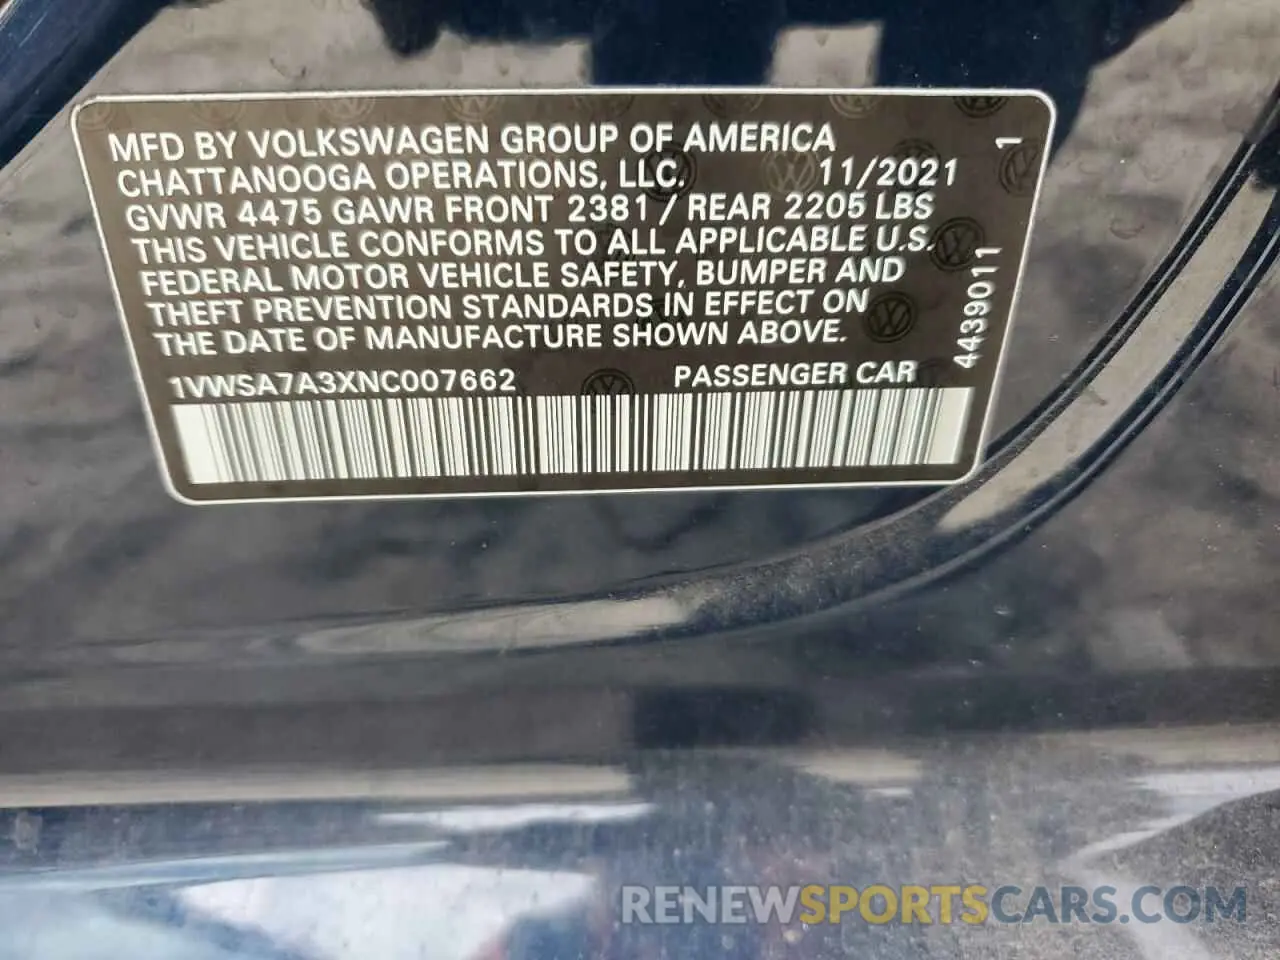 MFD BY VOLKSWAGEN GROUP OF AMERICA
CHATTANOOGA OPERATIONS, LLC. 11/2021
GVWR 4475 GAWR FRONT 2381 / REAR 2205 LBS
THIS VEHICLE CONFORMS TO ALL APPLICABLE U.S.
FEDERAL MOTOR VEHICLE SAFETY, BUMPER AND
THEFT PREVENTION STANDARDS IN EFFECT ON
THE DATE OF MANUFACTURE SHOWN ABOVE.
1VWSA7A3XNC007662 PASSENGER CAR
4439011 1
RENEWSPORTSCARS.COM